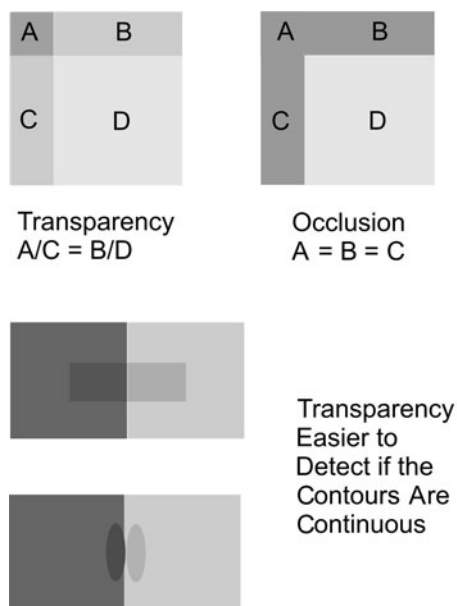 A B
C D
Transparency
A/C = B/D
A B
C D
Occlusion
A = B = C
Transparency
Easier to
Detect if the
Contours Are
Continuous